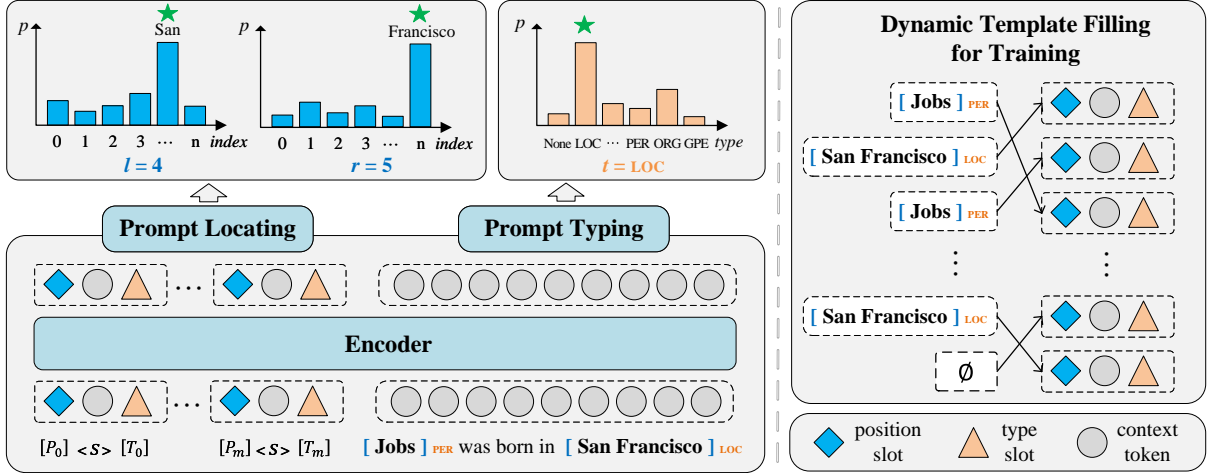 p
San
0 1 2 3 ⋯ n index
l = 4
Francisco
0 1 2 3 ⋯ n index
r = 5
p
None LOC ⋯ PER ORG GPE type
t = LOC
Prompt Locating
Prompt Typing
⋯
Encoder
⋯
[P0] <S> [T0]
[Pm] <S> [Tm]
[ Jobs ] PER was born in [ San Francisco ] LOC
Dynamic Template Filling
for Training
[ Jobs ] PER
[ San Francisco ] LOC
[ Jobs ] PER
⋮ ⋮
[ San Francisco ] LOC
∅
position
slot
type
slot
context
token